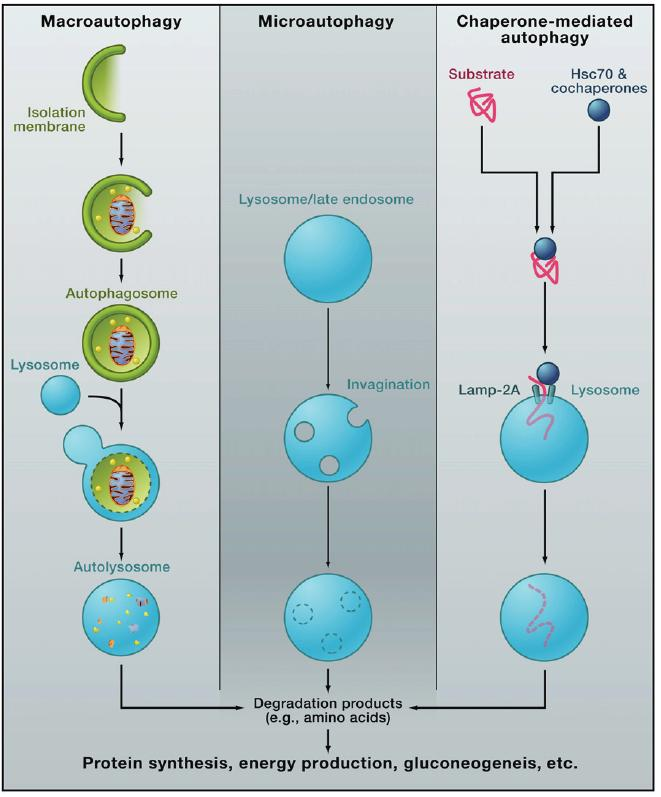 Macroautophagy
Isolation
membrane
Autophagosome
Lysosome
Autolysosome
Microautophagy
Lysosome/late endosome
Invagination
Chaperone-mediated
autophagy
Substrate
Hsc70 &
cochaperones
Lamp-2A
Lysosome
Degradation products
(e.g., amino acids)
Protein synthesis, energy production, gluconeogeneis, etc.